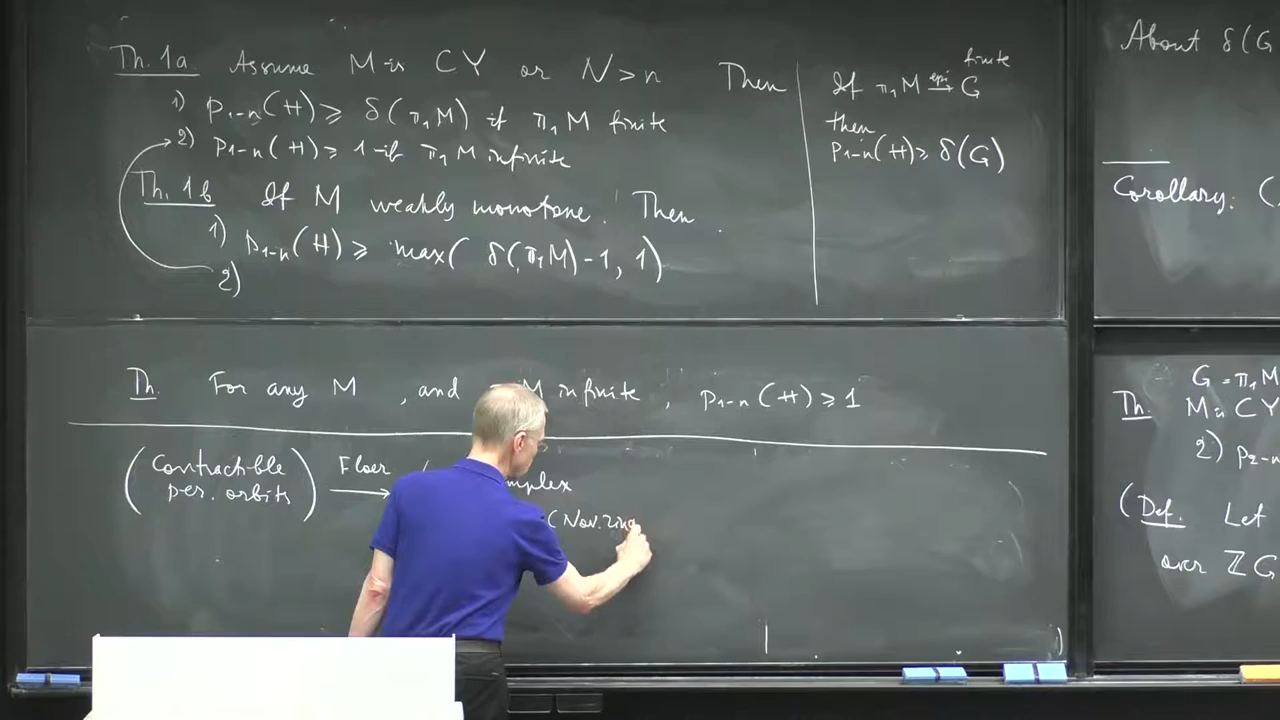 Th. 1a. Assume M is CY or N > n Then
1) p₁₋ₙ(H) ≥ δ(π₁M) if π₁M finite
2) p₁₋ₙ(H) ≥ 1 if π₁M infinite
Th. 1b If M weakly monotone. Then
1) p₁₋ₙ(H) ≥ max( δ(π₁M)-1, 1)
2)
finite
If π₁M epi→ G
then
p₁₋ₙ(H) ≥ δ(G)
Th. For any M, and M infinite, p₁₋ₙ(H) ≥ 1
(Contractible per. orbits) Floer →
(Nov. ring
About δ(G
Corollary: (
G = π₁M
Th. M is CY
2) p₂₋ₙ
(Def. Let
over ℤG